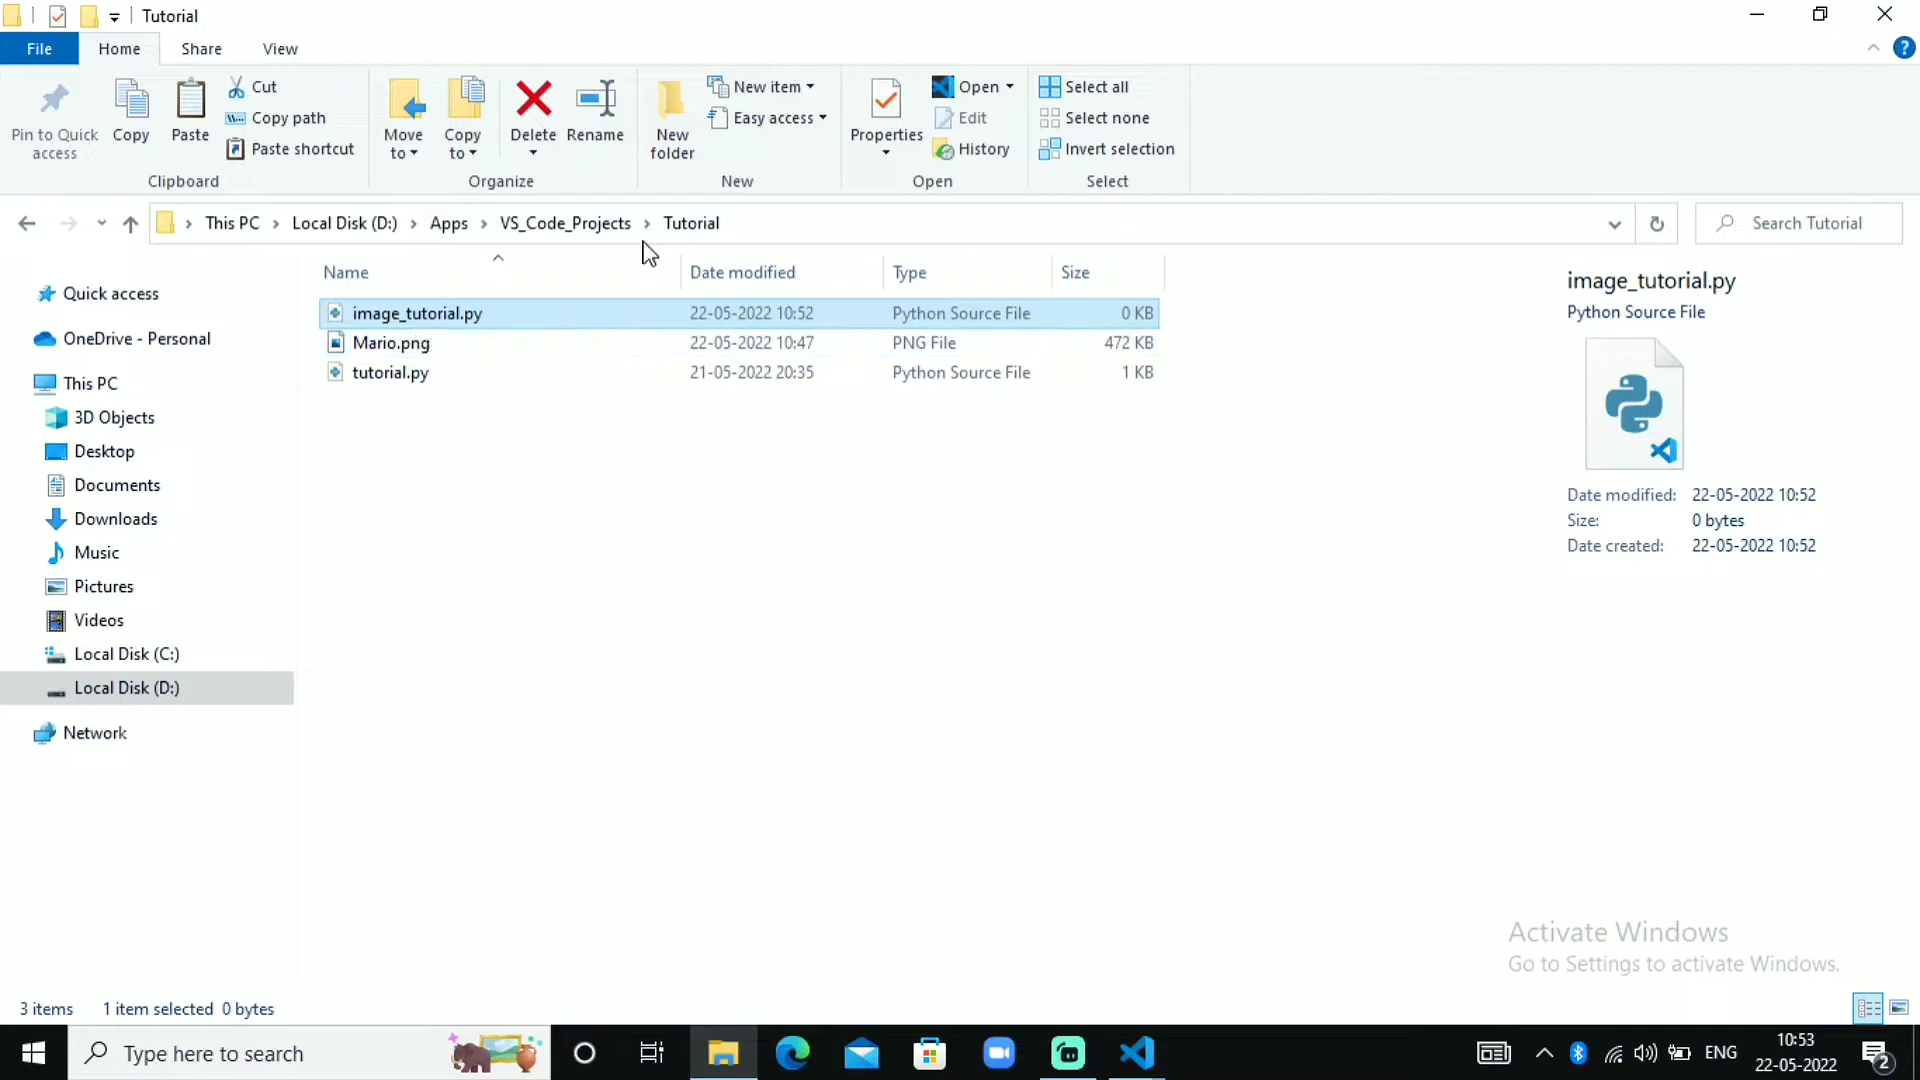 Tutorial
File Home Share View
Pin to Quick access
Copy
Paste
Cut
Copy path
Paste shortcut
Clipboard
Move to
Copy to
Delete
Rename
Organize
New folder
New item
Easy access
New
Properties
Open
Edit
History
Open
Select all
Select none
Invert selection
Select
This PC Local Disk (D:) Apps VS_Code_Projects Tutorial
Search Tutorial
Quick access
OneDrive - Personal
This PC
3D Objects
Desktop
Documents
Downloads
Music
Pictures
Videos
Local Disk (C:)
Local Disk (D:)
Network
Name Date modified Type Size
image_tutorial.py 22-05-2022 10:52 Python Source File 0 KB
Mario.png 22-05-2022 10:47 PNG File 472 KB
tutorial.py 21-05-2022 20:35 Python Source File 1 KB
image_tutorial.py
Python Source File
Date modified: 22-05-2022 10:52
Size: 0 bytes
Date created: 22-05-2022 10:52
Activate Windows
Go to Settings to activate Windows.
3 items 1 item selected 0 bytes
Type here to search
ENG
10:53
22-05-2022
2